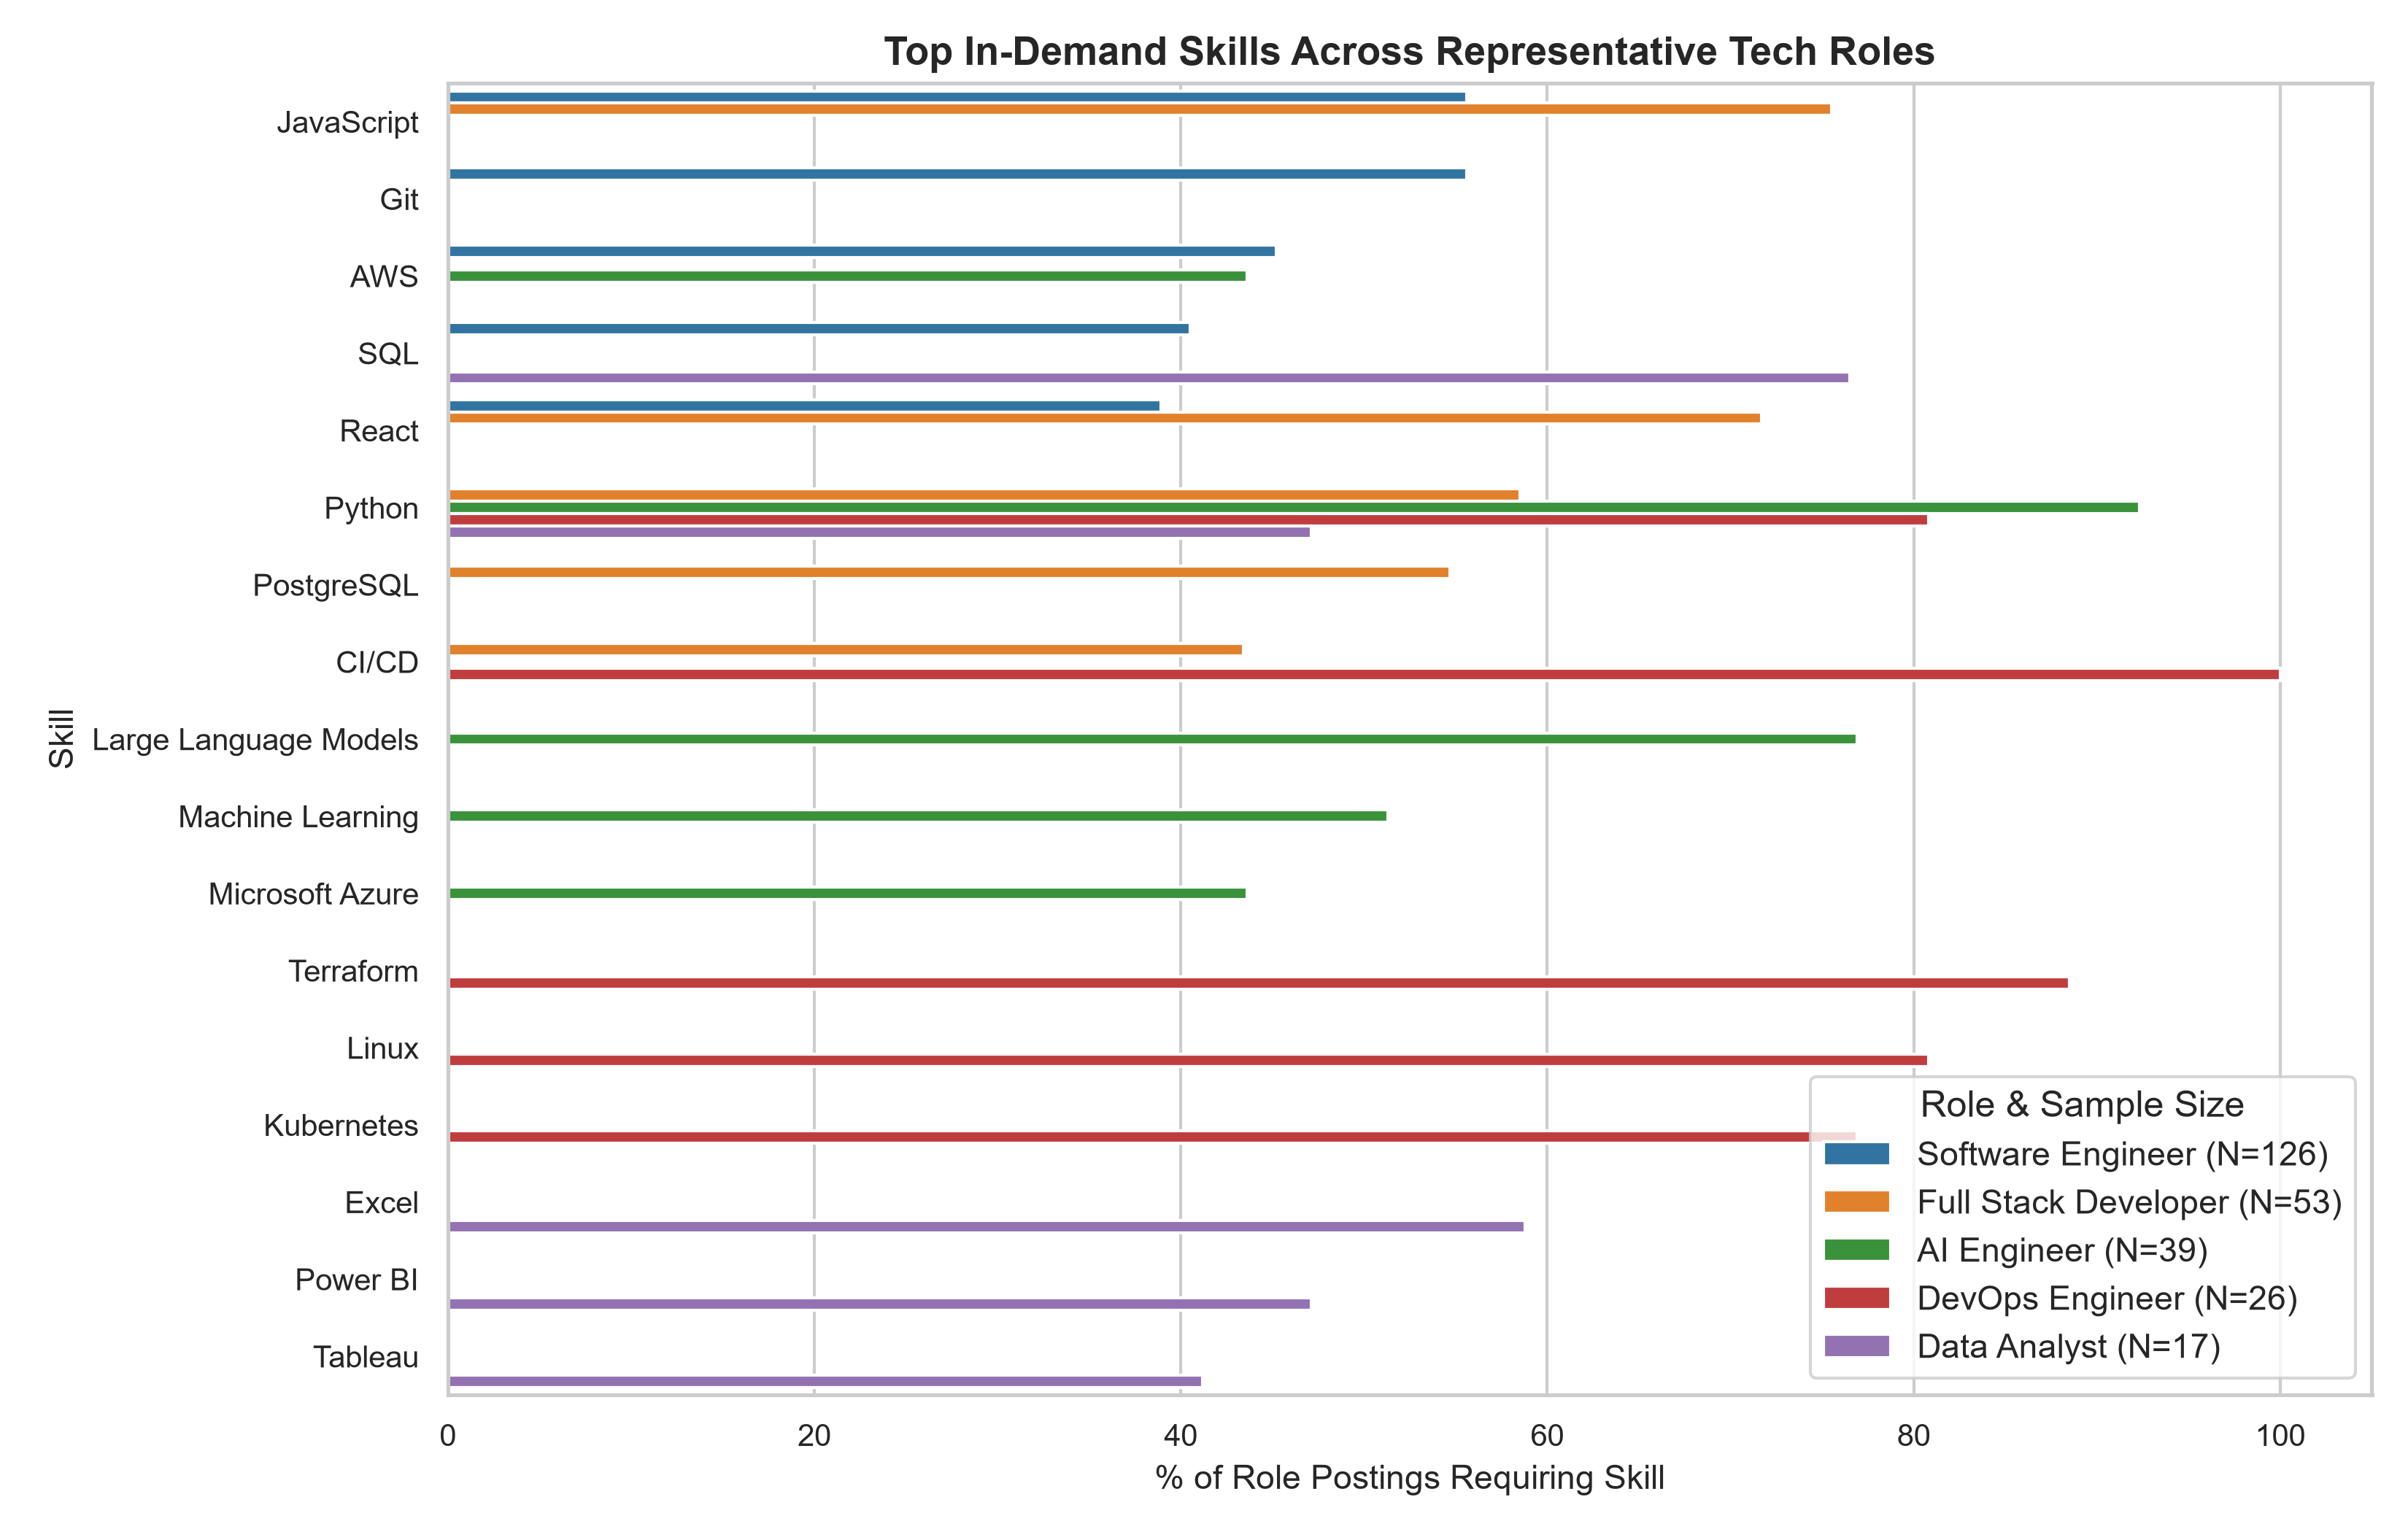 Top In-Demand Skills Across Representative Tech Roles
JavaScript
Git
AWS
SQL
React
Python
PostgreSQL
CI/CD
Large Language Models
Machine Learning
Microsoft Azure
Terraform
Linux
Kubernetes
Excel
Power BI
Tableau
Skill
0 20 40 60 80 100
% of Role Postings Requiring Skill
Role & Sample Size
Software Engineer (N=126)
Full Stack Developer (N=53)
AI Engineer (N=39)
DevOps Engineer (N=26)
Data Analyst (N=17)